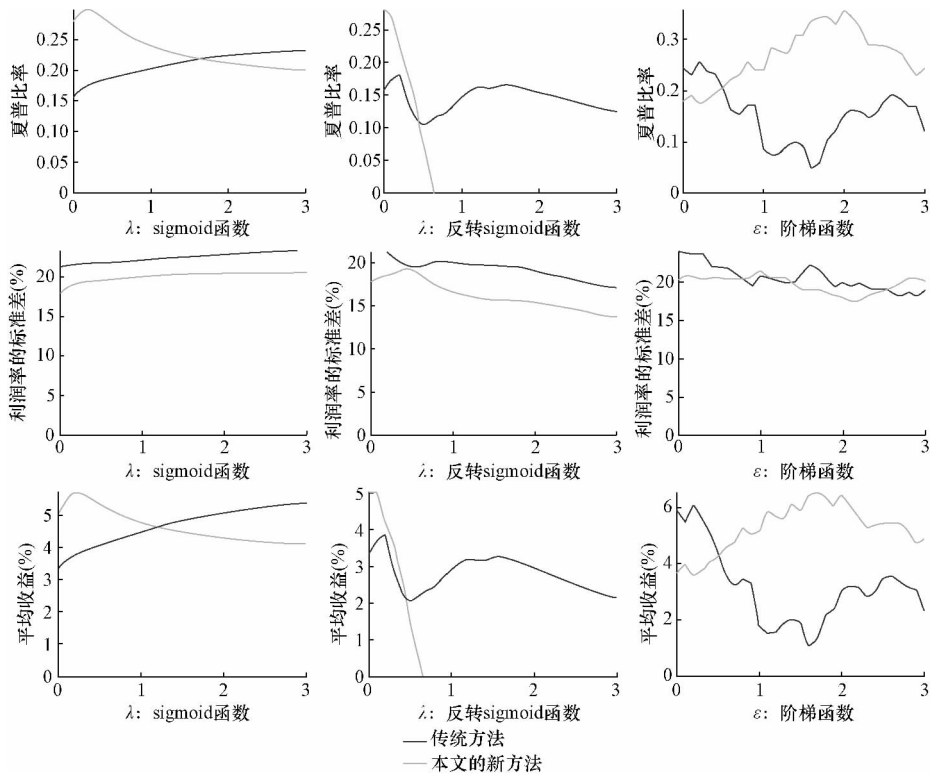 夏普比率
0.25
0.20
0.15
0.10
0.05
0
0 1 2 3
λ：sigmoid函数
夏普比率
0.25
0.20
0.15
0.10
0.05
0
0 1 2 3
λ：反转sigmoid函数
夏普比率
0.3
0.2
0.1
0
0 1 2 3
ε：阶梯函数
利润率的标准差(%)
20
15
10
5
0
0 1 2 3
λ：sigmoid函数
利润率的标准差(%)
20
15
10
5
0
0 1 2 3
λ：反转sigmoid函数
利润率的标准差(%)
20
15
10
5
0
0 1 2 3
ε：阶梯函数
平均收益(%)
5
4
3
2
1
0
0 1 2 3
λ：sigmoid函数
平均收益(%)
5
4
3
2
1
0
0 1 2 3
λ：反转sigmoid函数
平均收益(%)
6
4
2
0
0 1 2 3
ε：阶梯函数
传统方法
本文的新方法